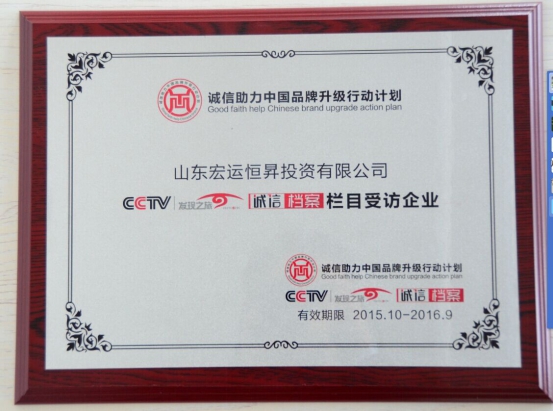 诚信助力中国品牌升级行动计划
Good faith help Chinese brand upgrade action plan
山东宏运恒昇投资有限公司
CCTV 发现之旅 诚信 档案 栏目受访企业
诚信助力中国品牌升级行动计划
Good faith help Chinese brand upgrade action plan
CCTV 发现之旅 诚信 档案
有效期限 2015.10-2016.9